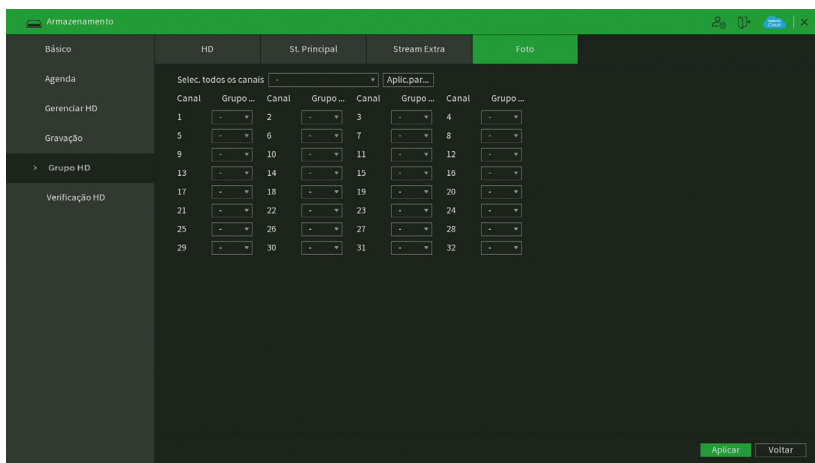 Armazenamento
Básico
Agenda
Gerenciar HD
Gravação
> Grupo HD
Verificação HD
HD St. Principal Stream Extra Foto
Selec. todos os canais - Aplic.par...
Canal Grupo ... Canal Grupo ... Canal Grupo ... Canal Grupo ...
1 - 2 - 3 - 4 -
5 - 6 - 7 - 8 -
9 - 10 - 11 - 12 -
13 - 14 - 15 - 16 -
17 - 18 - 19 - 20 -
21 - 22 - 23 - 24 -
25 - 26 - 27 - 28 -
29 - 30 - 31 - 32 -
Aplicar Voltar